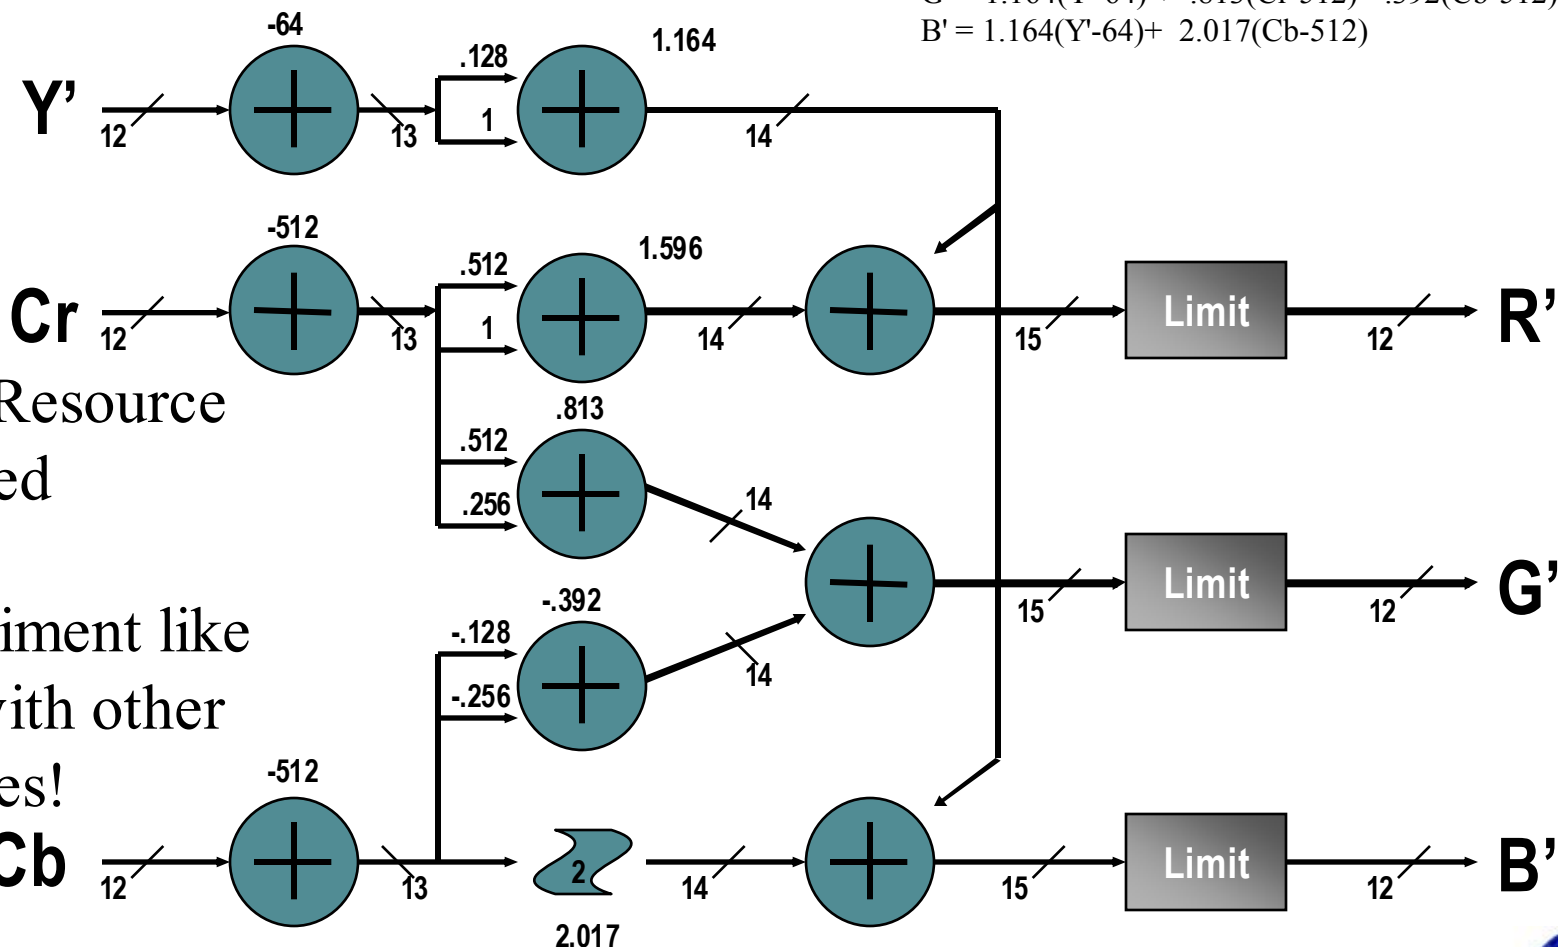 B' = 1.164(Y'-64)+ 2.017(Cb-512)
-64
1.164
.128
Y’
12
13
1
14
-512
1.596
.512
Cr
12
13
1
14
15
Limit
12
R’
Resource
.813
.512
.256
14
-.392
-.128
-.256
14
15
Limit
12
G’
iment like
with other
es!
-512
Cb
12
13
2
14
15
Limit
12
B’
2.017